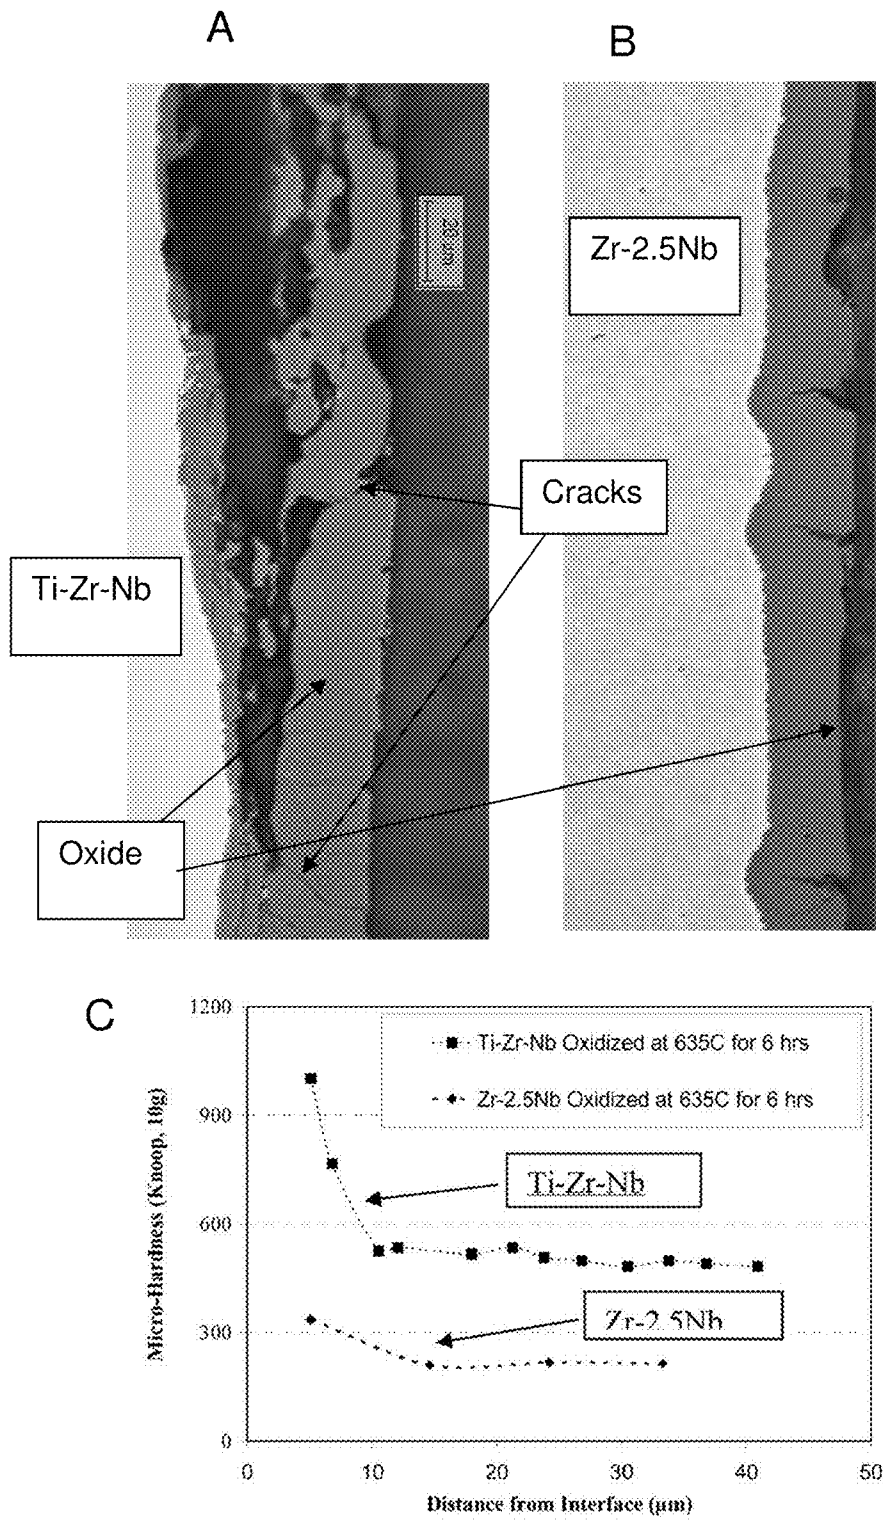 A
B
Zr-2.5Nb
20 µm
Cracks
Ti-Zr-Nb
Oxide
C
1200
900
600
300
0
Micro-Hardness (Knoop, 10g)
Ti-Zr-Nb Oxidized at 635C for 6 hrs
Zr-2.5Nb Oxidized at 635C for 6 hrs
Ti-Zr-Nb
Zr-2.5Nb
0 10 20 30 40 50
Distance from Interface (µm)